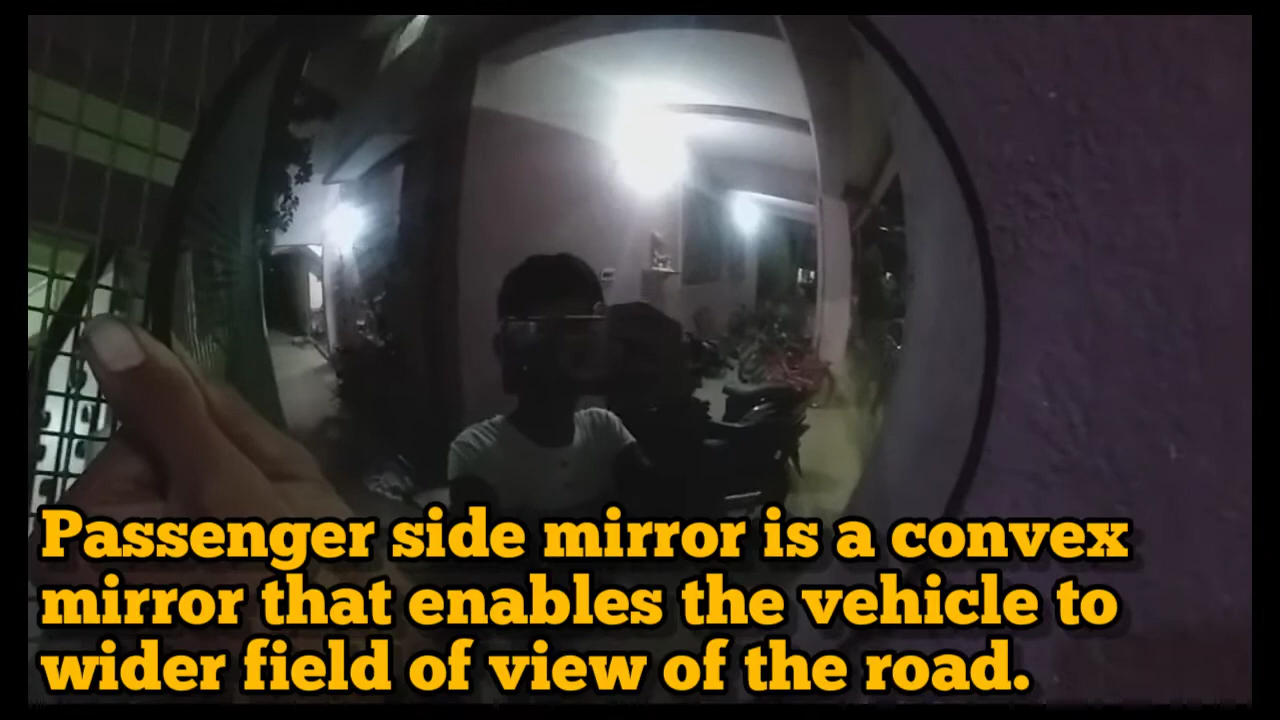 Passenger side mirror is a convex
mirror that enables the vehicle to
wider field of view of the road.